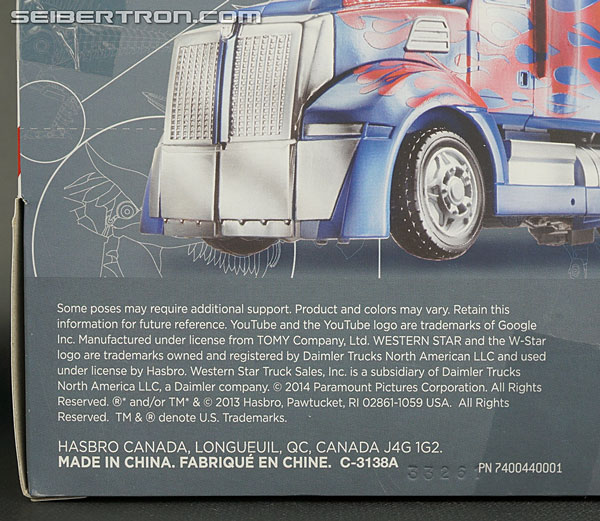 SEIBERTRON.COM
Some poses may require additional support. Product and colors may vary. Retain this
information for future reference. YouTube and the YouTube logo are trademarks of Google
Inc. Manufactured under license from TOMY Company, Ltd. WESTERN STAR and the W-Star
logo are trademarks owned and registered by Daimler Trucks North American LLC and used
under license by Hasbro. Western Star Truck Sales, Inc. is a subsidiary of Daimler Trucks
North America LLC, a Daimler company. © 2014 Paramount Pictures Corporation. All Rights
Reserved. ®* and/or TM* & © 2013 Hasbro, Pawtucket, RI 02861-1059 USA. All Rights
Reserved. TM & ® denote U.S. Trademarks.
HASBRO CANADA, LONGUEUIL, QC, CANADA J4G 1G2.
MADE IN CHINA. FABRIQUÉ EN CHINE. C-3138A
PN 7400440001